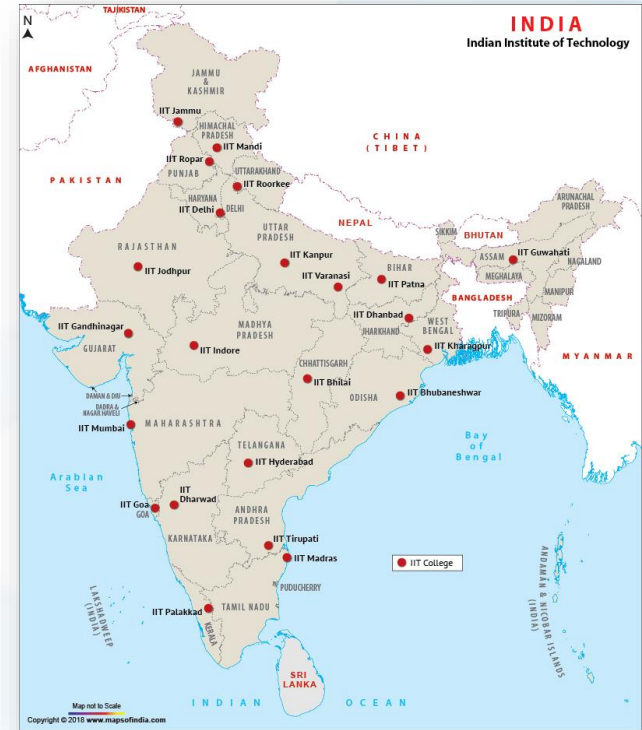 TAJIKISTAN
N
INDIA
Indian Institute of Technology
AFGHANISTAN
JAMMU
&
KASHMIR
IIT Jammu
HIMACHAL
PRADESH
IIT Mandi
CHINA
(TIBET)
IIT Ropar
PUNJAB
UTTARAKHAND
PAKISTAN
IIT Roorkee
HARYANA
IIT Delhi
DELHI
ARUNACHAL
PRADESH
NEPAL
UTTAR
PRADESH
SIKKIM
BHUTAN
RAJASTHAN
IIT Jodhpur
IIT Kanpur
ASSAM
IIT Guwahati
NAGALAND
BIHAR
IIT Varanasi
IIT Patna
MEGHALAYA
MANIPUR
BANGLADESH
IIT Gandhinagar
GUJARAT
MADHYA
PRADESH
IIT Dhanbad
JHARKHAND
WEST
BENGAL
TRIPURA
MIZORAM
IIT Indore
IIT Kharagpur
MYANMAR
CHHATTISGARH
IIT Bhilai
ODISHA
IIT Bhubaneshwar
DAMAN & DIU
DADRA &
NAGAR HAVELI
IIT Mumbai
MAHARASHTRA
Bay
of
Bengal
TELANGANA
IIT Hyderabad
Arabian
Sea
IIT Goa
GOA
IIT
Dharwad
ANDHRA
PRADESH
KARNATAKA
IIT Tirupati
IIT Madras
IIT College
PUDUCHERRY
LAKSHADWEEP
(INDIA)
IIT Palakkad
TAMIL NADU
KERALA
ANDAMAN & NICOBAR ISLANDS
(INDIA)
SRI
LANKA
INDIAN OCEAN
Map not to Scale
Copyright © 2018 www.mapsofindia.com